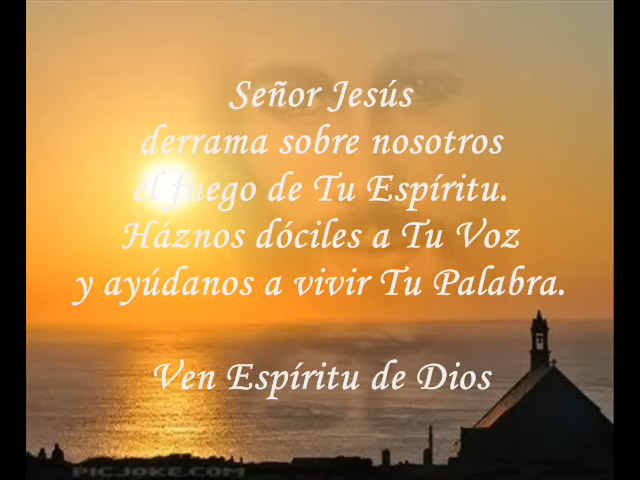 Señor Jesús
derrama sobre nosotros
el fuego de Tu Espíritu.
Háznos dóciles a Tu Voz
y ayúdanos a vivir Tu Palabra.
Ven Espíritu de Dios
PICJOKE.COM